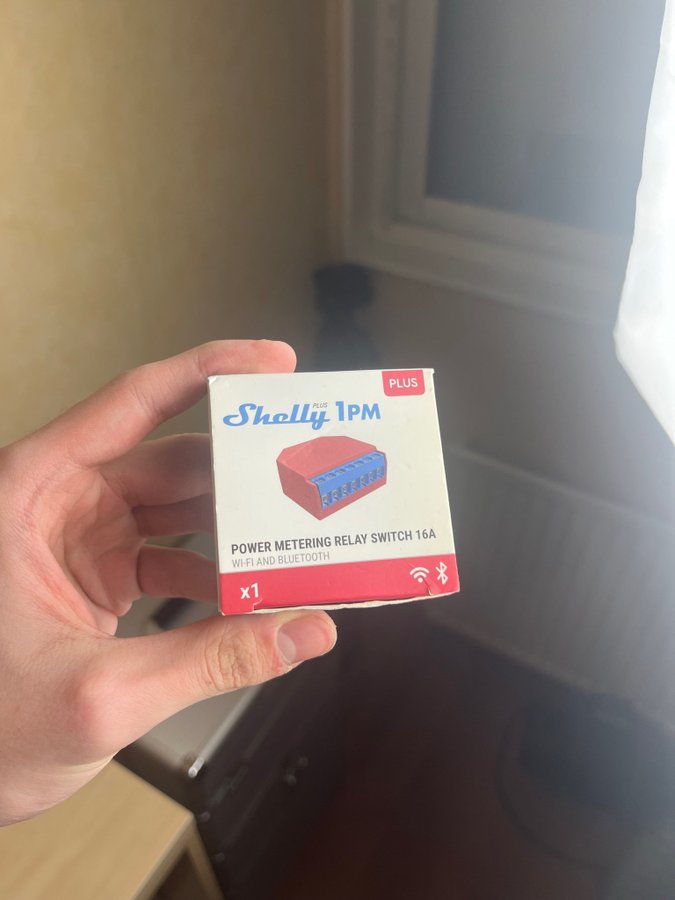 PLUS
Shelly PLUS 1PM
POWER METERING RELAY SWITCH 16A
WI-FI AND BLUETOOTH
x1